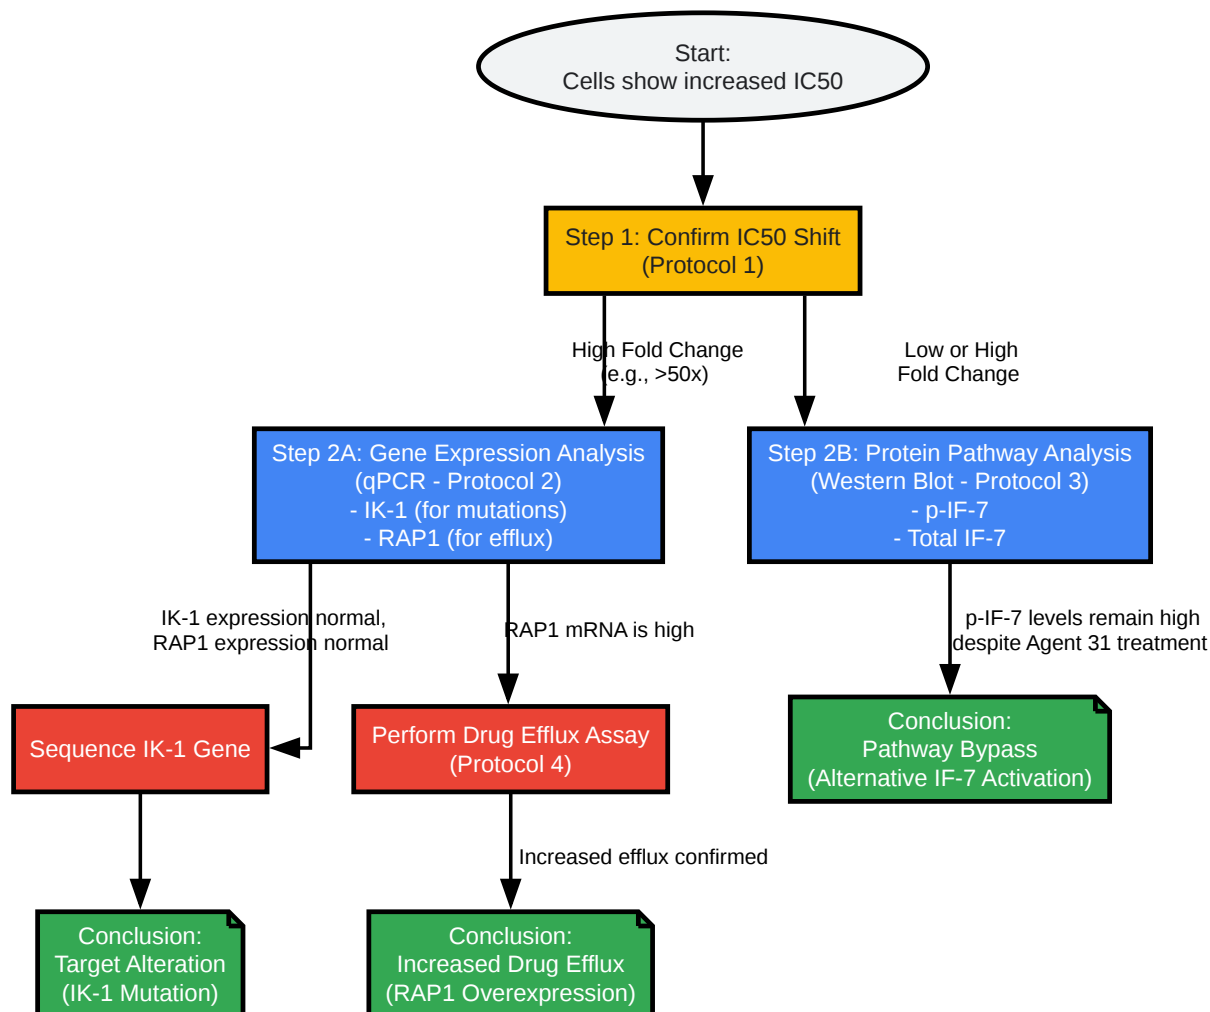 Start:
Cells show increased IC50
Step 1: Confirm IC50 Shift
(Protocol 1)
High Fold Change
(e.g., >50x)
Low or High
Fold Change
Step 2A: Gene Expression Analysis
(qPCR - Protocol 2)
- IK-1 (for mutations)
- RAP1 (for efflux)
Step 2B: Protein Pathway Analysis
(Western Blot - Protocol 3)
- p-IF-7
- Total IF-7
IK-1 expression normal,
RAP1 expression normal
RAP1 mRNA is high
p-IF-7 levels remain high
despite Agent 31 treatment
Sequence IK-1 Gene
Perform Drug Efflux Assay
(Protocol 4)
Conclusion:
Pathway Bypass
(Alternative IF-7 Activation)
Increased efflux confirmed
Conclusion:
Target Alteration
(IK-1 Mutation)
Conclusion:
Increased Drug Efflux
(RAP1 Overexpression)